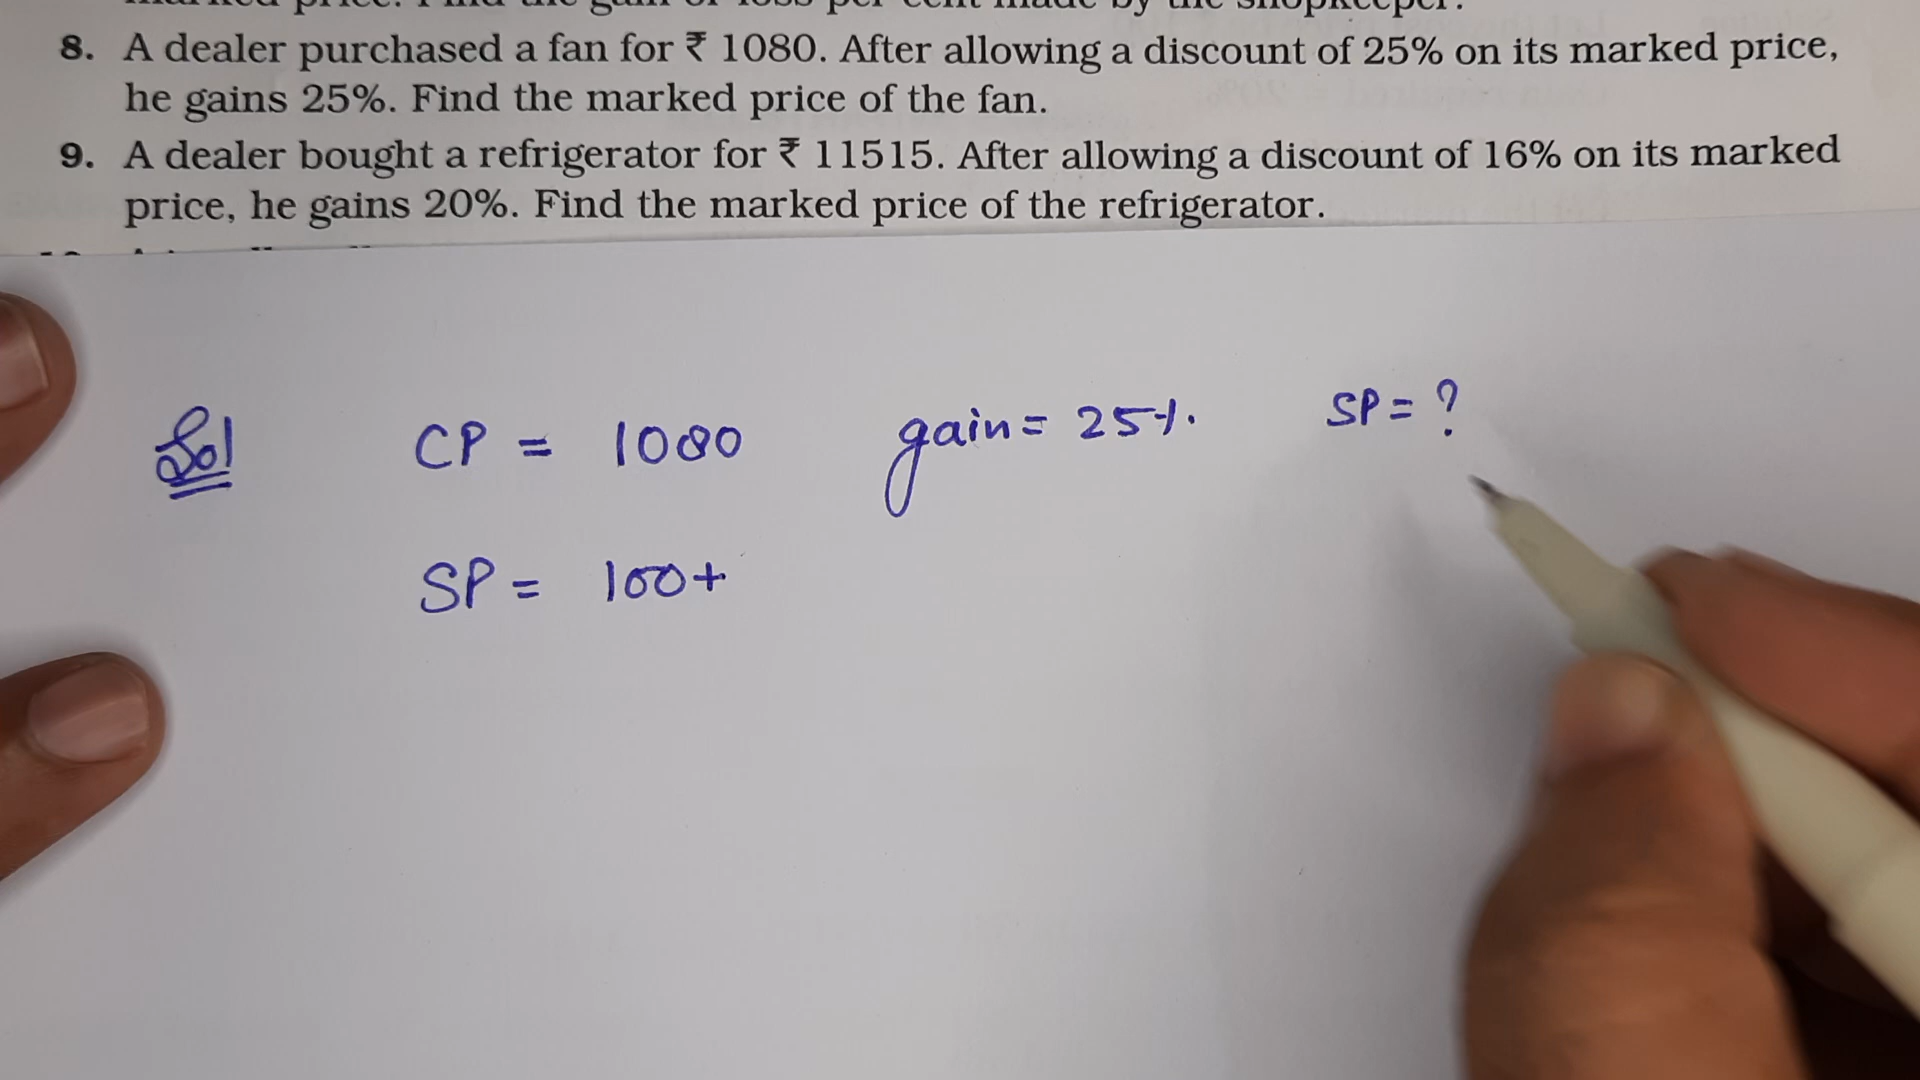 8. A dealer purchased a fan for ₹ 1080. After allowing a discount of 25% on its marked price,
he gains 25%. Find the marked price of the fan.
9. A dealer bought a refrigerator for ₹ 11515. After allowing a discount of 16% on its marked
price, he gains 20%. Find the marked price of the refrigerator.
Sol CP = 1080 gain = 25%. SP = ?
SP = 100+